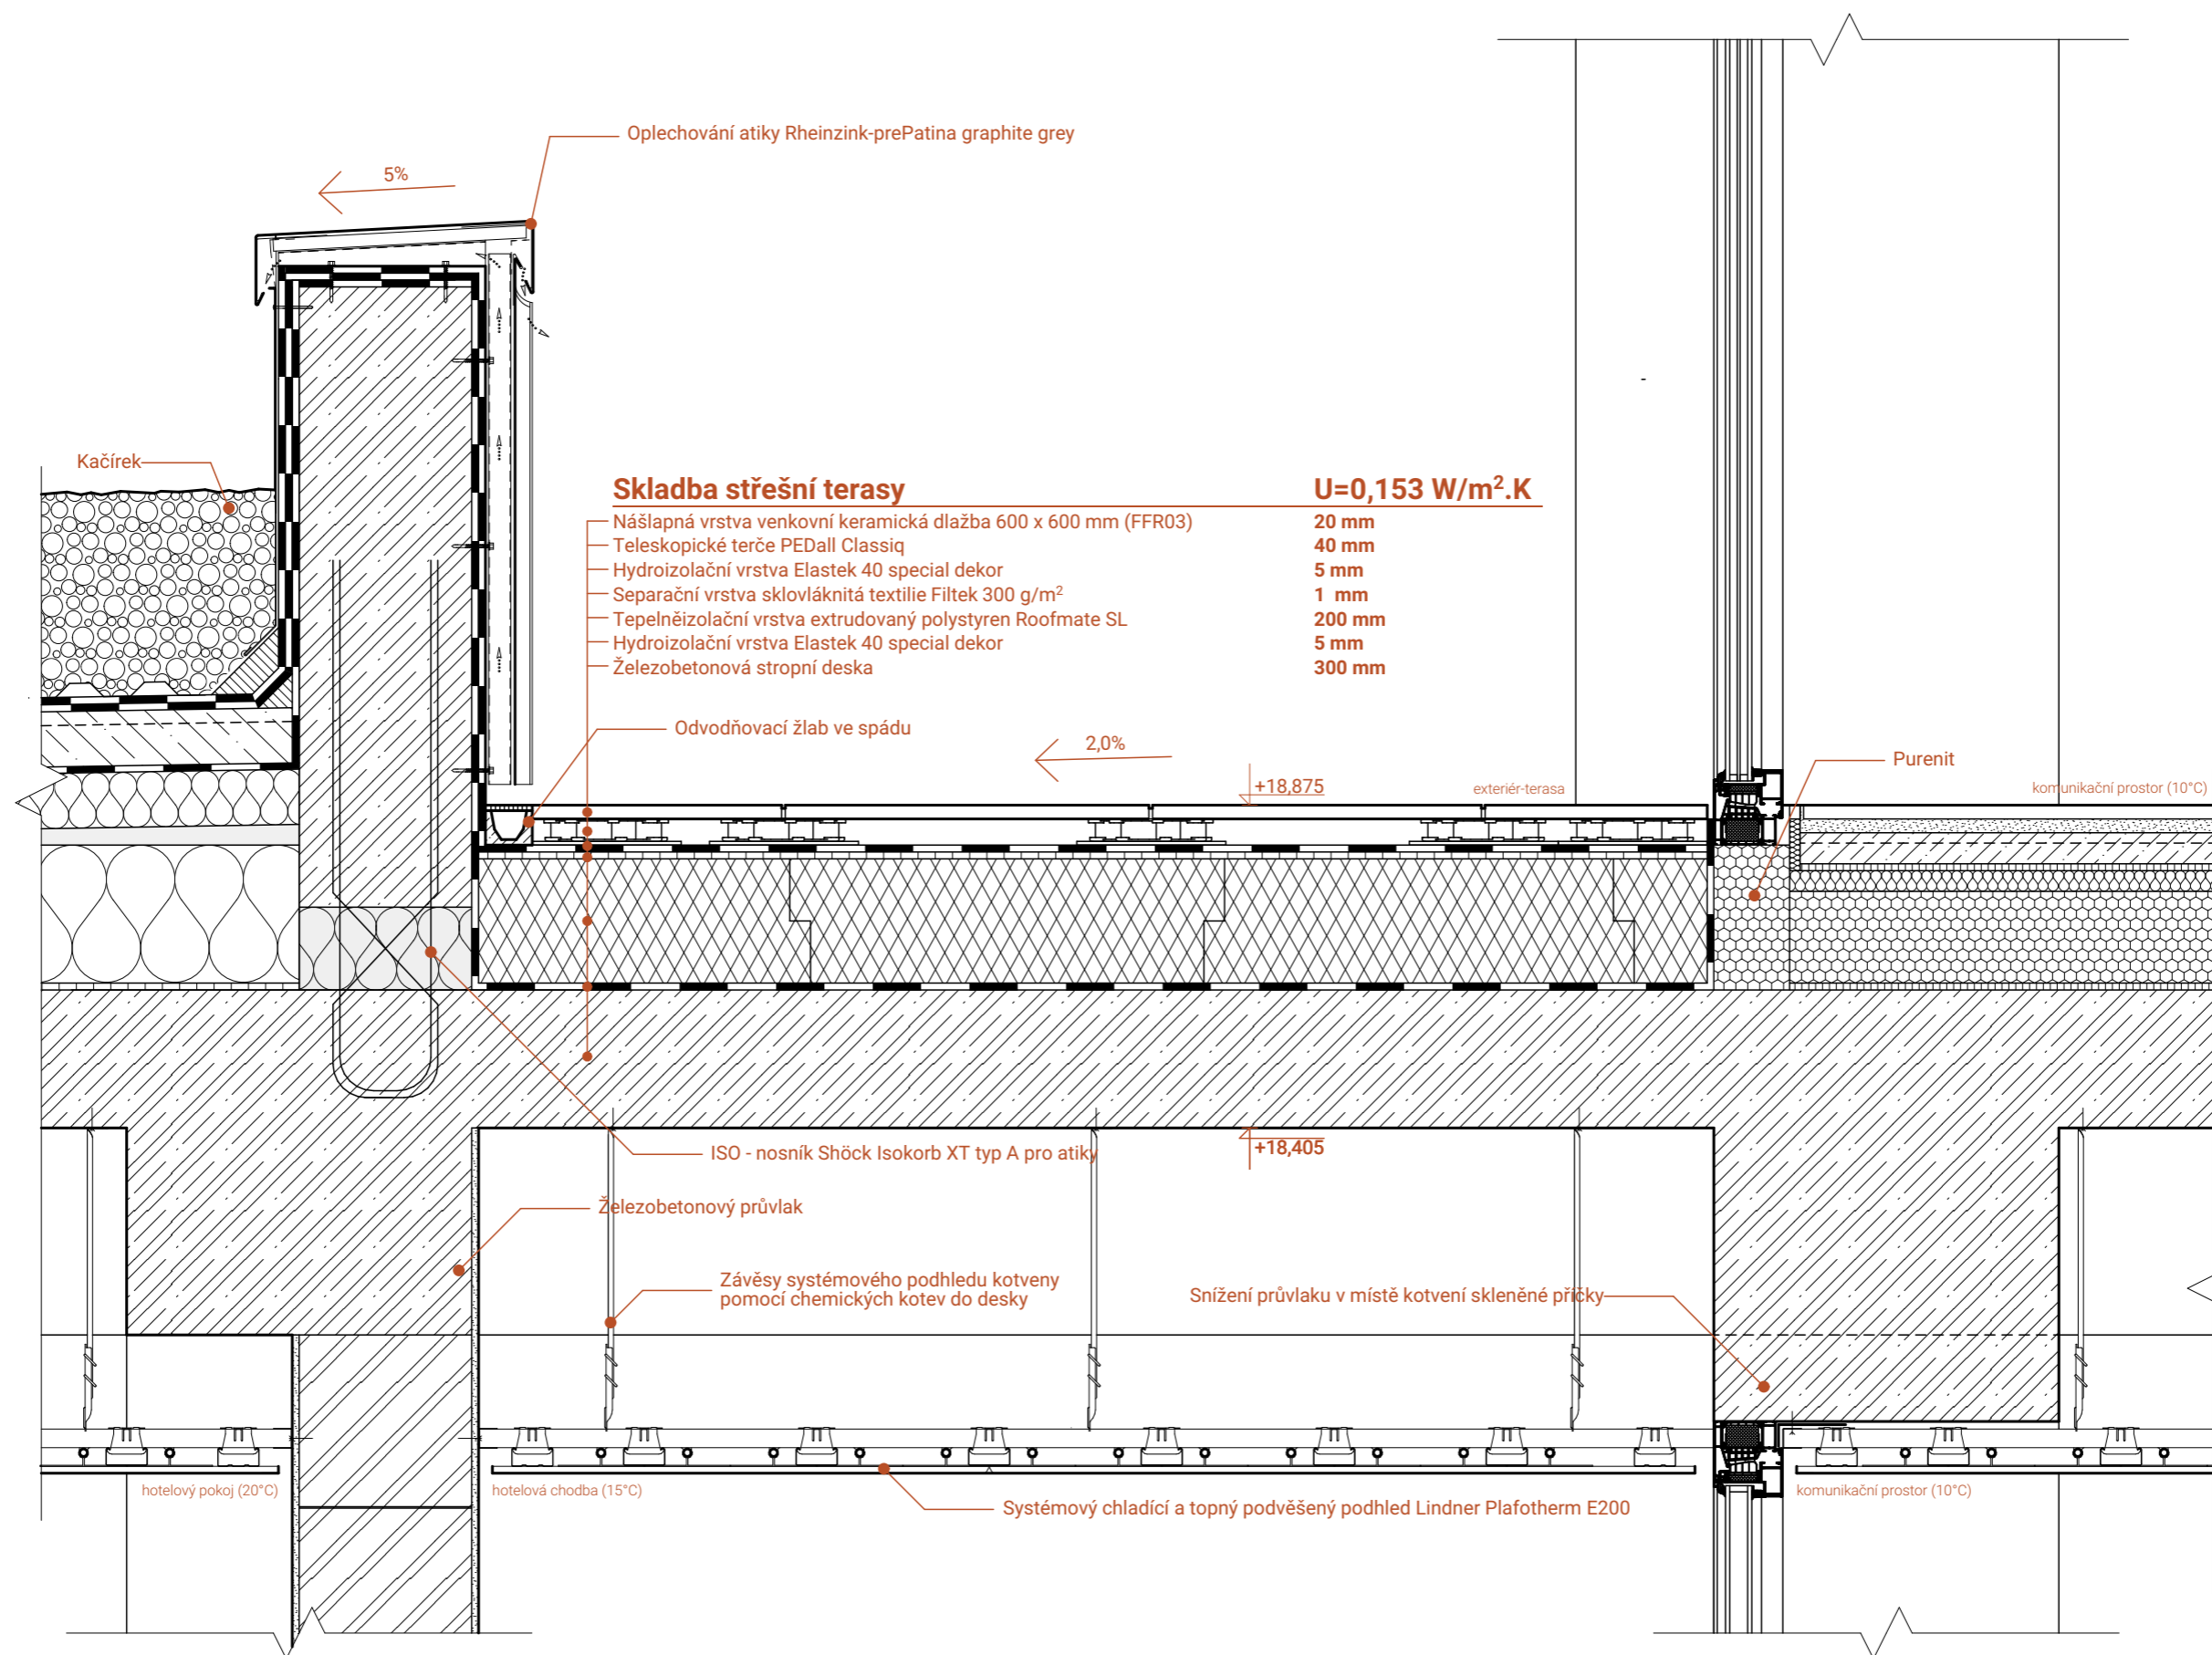 Oplechování atiky Rheinzink-prePatina graphite grey
5%
Kačírek
Skladba střešní terasy U=0,153 W/m².K
Nášlapná vrstva venkovní keramická dlažba 600 x 600 mm (FFR03) 20 mm
Teleskopické terče PEDall Classiq 40 mm
Hydroizolační vrstva Elastek 40 special dekor 5 mm
Separační vrstva sklovláknitá textilie Filtek 300 g/m² 1 mm
Tepelněizolační vrstva extrudovaný polystyren Roofmate SL 200 mm
Hydroizolační vrstva Elastek 40 special dekor 5 mm
Železobetonová stropní deska 300 mm
Odvodňovací žlab ve spádu
2,0%
Purenit
+18,875
exteriér-terasa
komunikační prostor (10°C)
ISO - nosník Shöck Isokorb XT typ A pro atiky
+18,405
Železobetonový průvlak
Závěsy systémového podhledu kotveny
pomocí chemických kotev do desky
Snížení průvlaku v místě kotvení skleněné příčky
hotelový pokoj (20°C)
hotelová chodba (15°C)
komunikační prostor (10°C)
Systémový chladící a topný podvěšený podhled Lindner Plafotherm E200